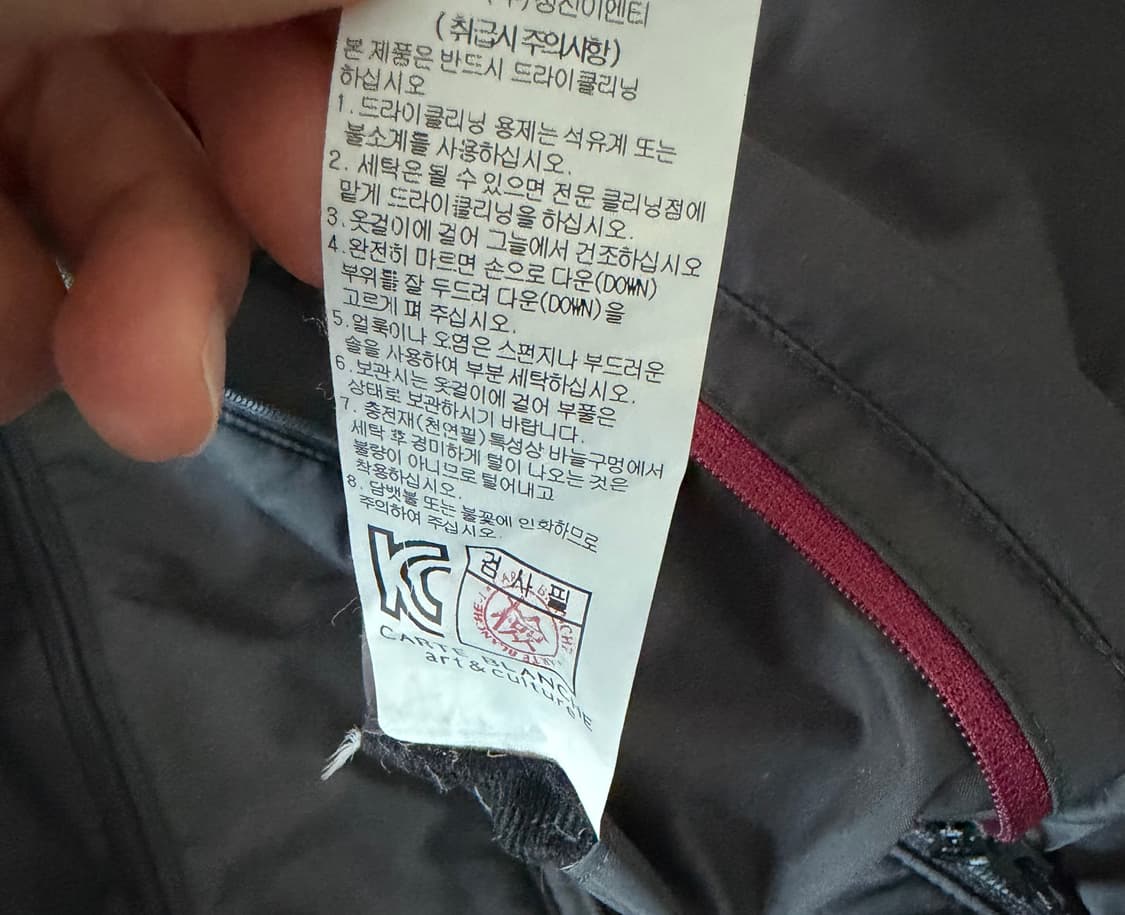 (취급시 주의사항)
본 제품은 반드시 드라이클리닝
하십시오
1. 드라이클리닝 용제는 석유계 또는
불소계를 사용하십시오.
2. 세탁은 될 수 있으면 전문 클리닝점에
맡게 드라이클리닝을 하십시오.
3. 옷걸이에 걸어 그늘에서 건조하십시오
4. 완전히 마르면 손으로 다운(DOWN)
부위를 잘 두드려 다운(DOWN)을
고르게 펴 주십시오.
5. 얼룩이나 오염은 스펀지나 부드러운
솔을 사용하여 부분 세탁하십시오.
6. 보관시는 옷걸이에 걸어 부풀은
상태로 보관하시기 바랍니다.
7. 충전재(천연필)특성상 바늘구멍에서
세탁 후 경미하게 털이 나오는 것은
불량이 아니므로 털어내고
착용하십시오.
8. 담뱃불 또는 불꽃에 인화하므로
주의하여 주십시오.
KC
검사필
CARTE BLANCHE
art & culture